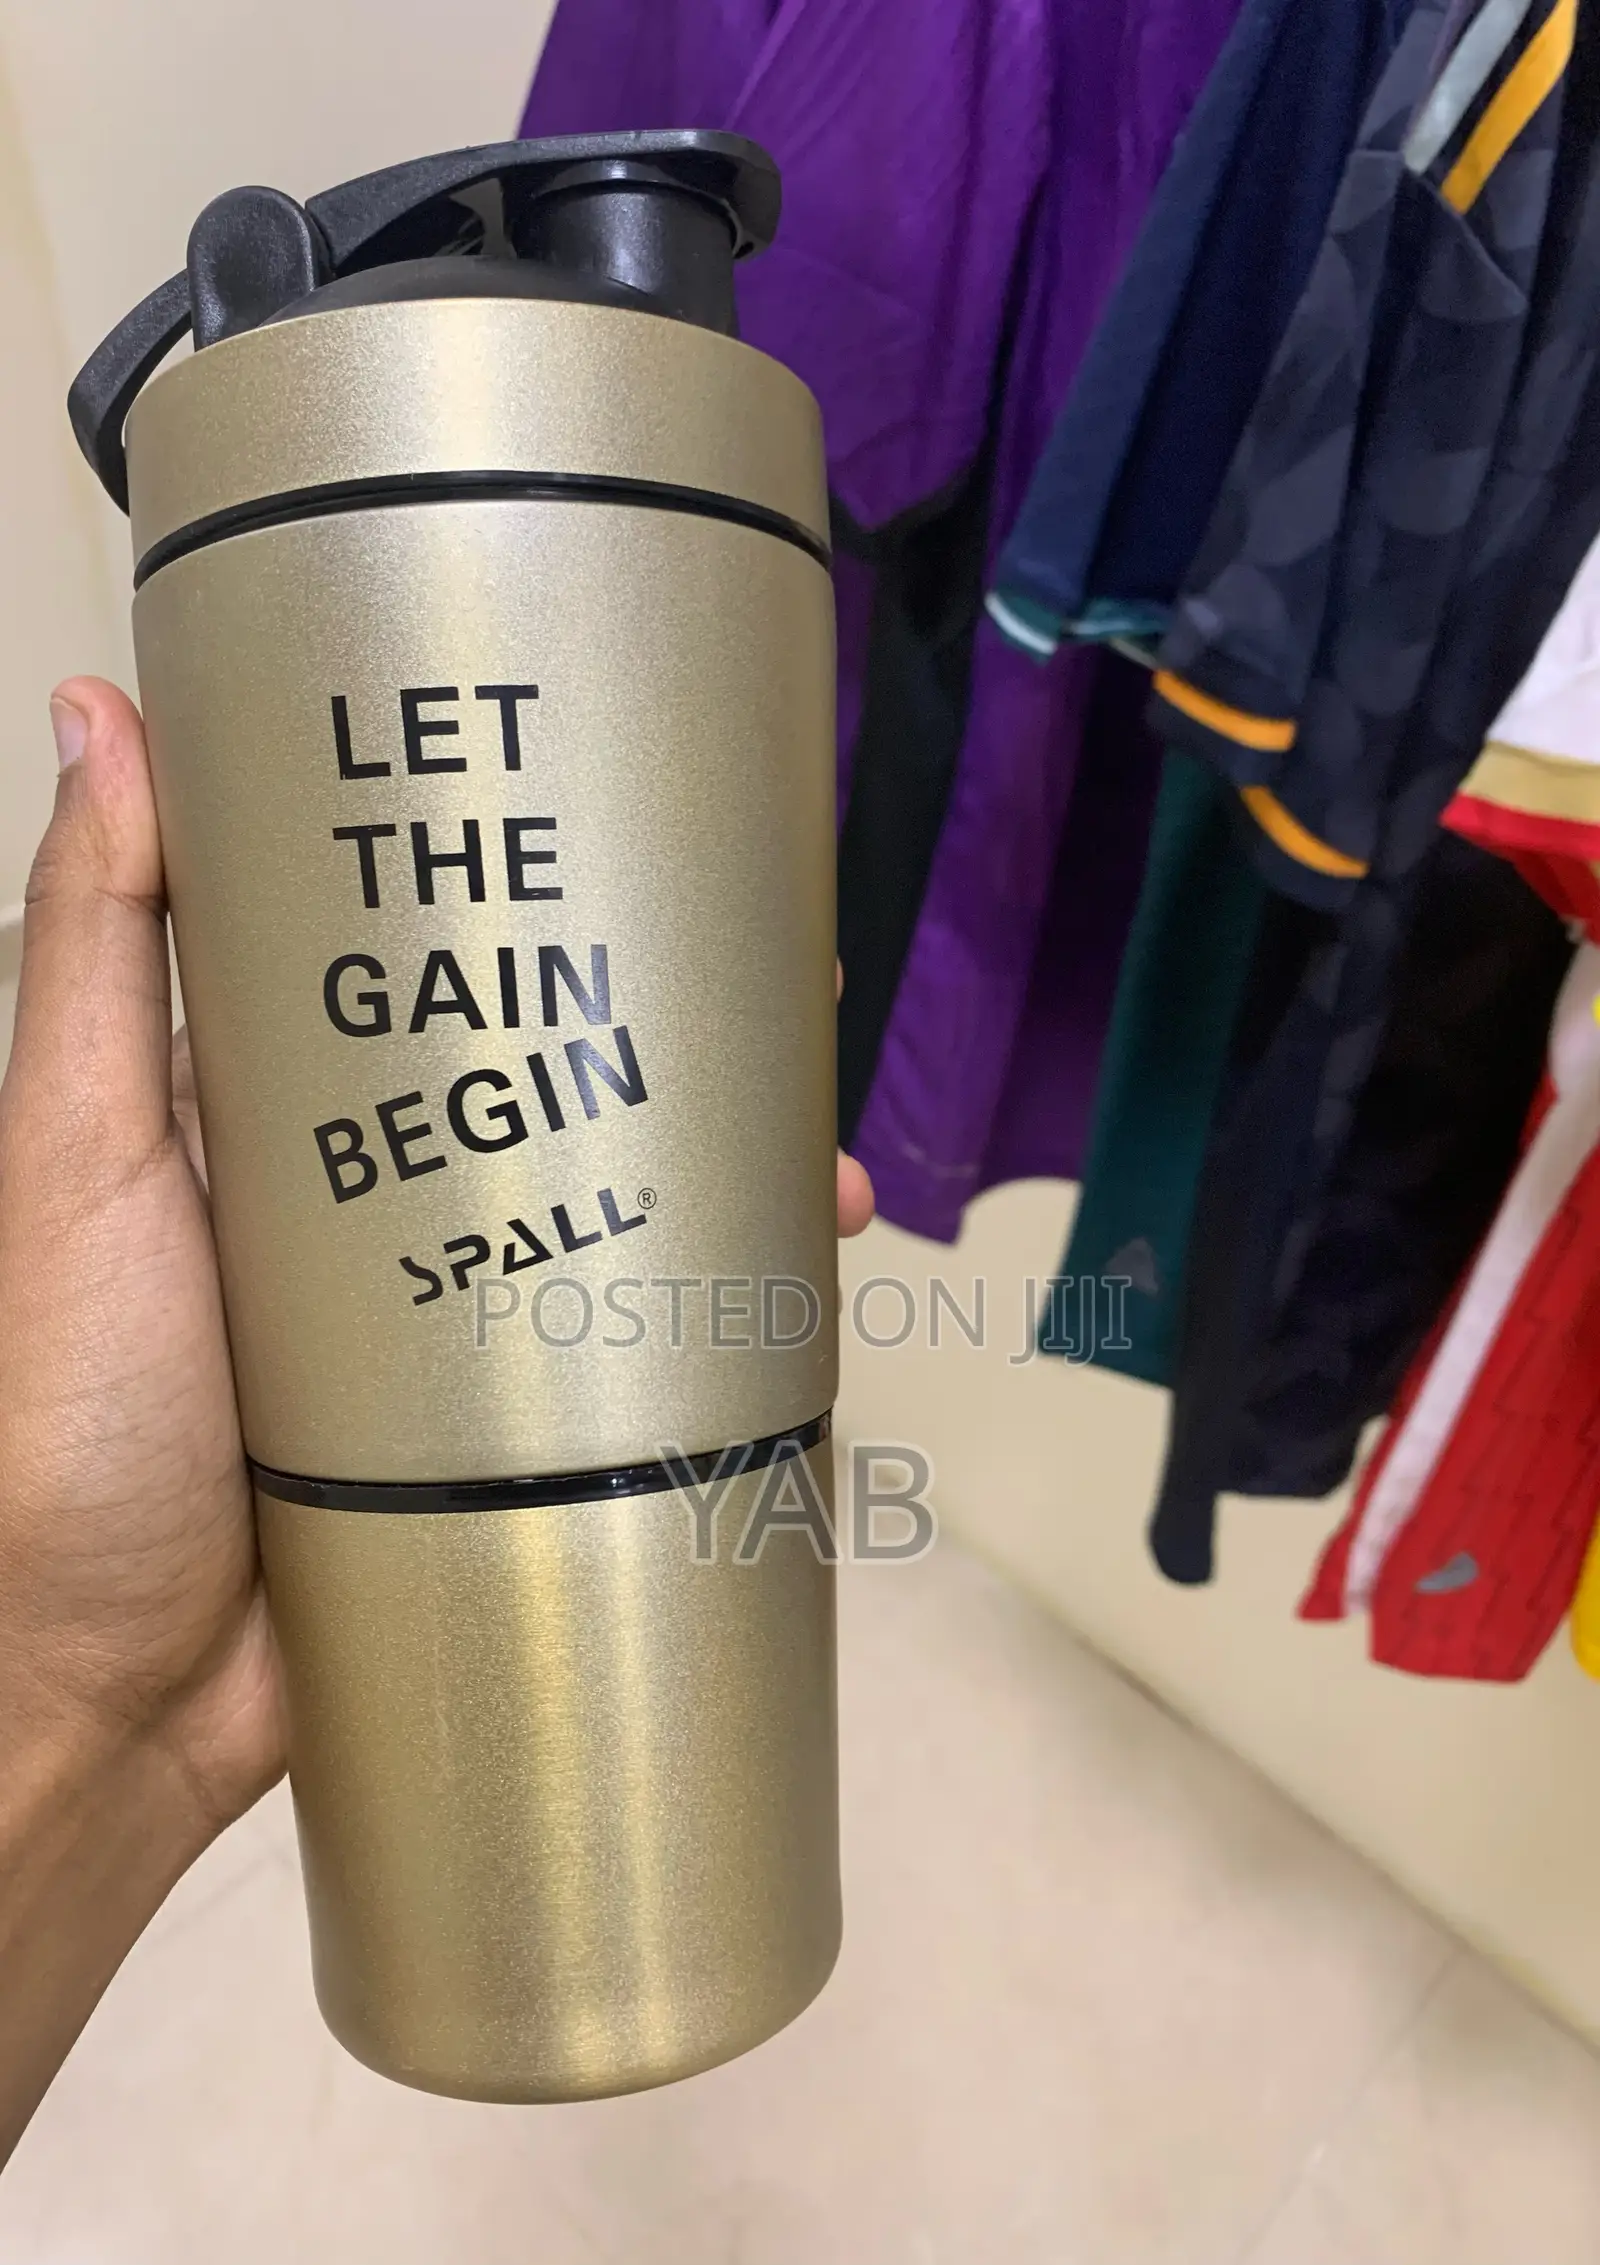 LET
THE
GAIN
BEGIN
SPALL®
POSTED ON JIJI
YAB